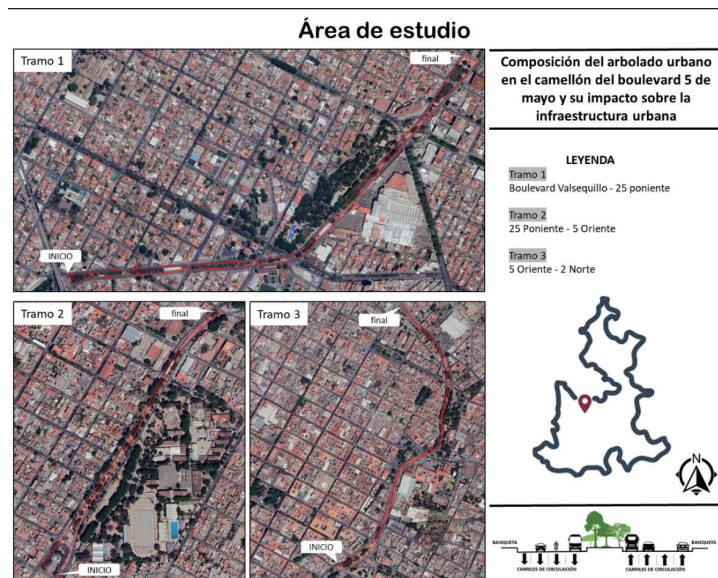 Área de estudio
Tramo 1
final
INICIO
Tramo 2
final
INICIO
Tramo 3
final
INICIO
Composición del arbolado urbano
en el camellón del boulevard 5 de
mayo y su impacto sobre la
infraestructura urbana
LEYENDA
Tramo 1
Boulevard Valsequillo - 25 poniente
Tramo 2
25 Poniente - 5 Oriente
Tramo 3
5 Oriente - 2 Norte
N
BANQUETA
BANQUETA
CARRILES DE CIRCULACIÓN
CARRILES DE CIRCULACIÓN